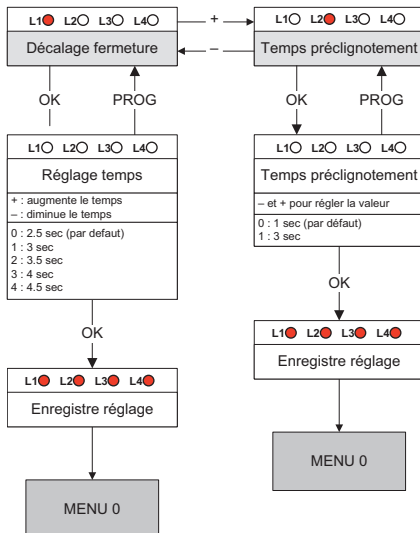 L1 L2 L3 L4
Décalage fermeture
OK
PROG
L1 L2 L3 L4
Réglage temps
+ : augmente le temps
– : diminue le temps
0 : 2.5 sec (par defaut)
1 : 3 sec
2 : 3.5 sec
3 : 4 sec
4 : 4.5 sec
OK
L1 L2 L3 L4
Enregistre réglage
MENU 0
+
–
L1 L2 L3 L4
Temps préclignotement
OK
PROG
L1 L2 L3 L4
Temps préclignotement
– et + pour régler la valeur
0 : 1 sec (par défaut)
1 : 3 sec
OK
L1 L2 L3 L4
Enregistre réglage
MENU 0